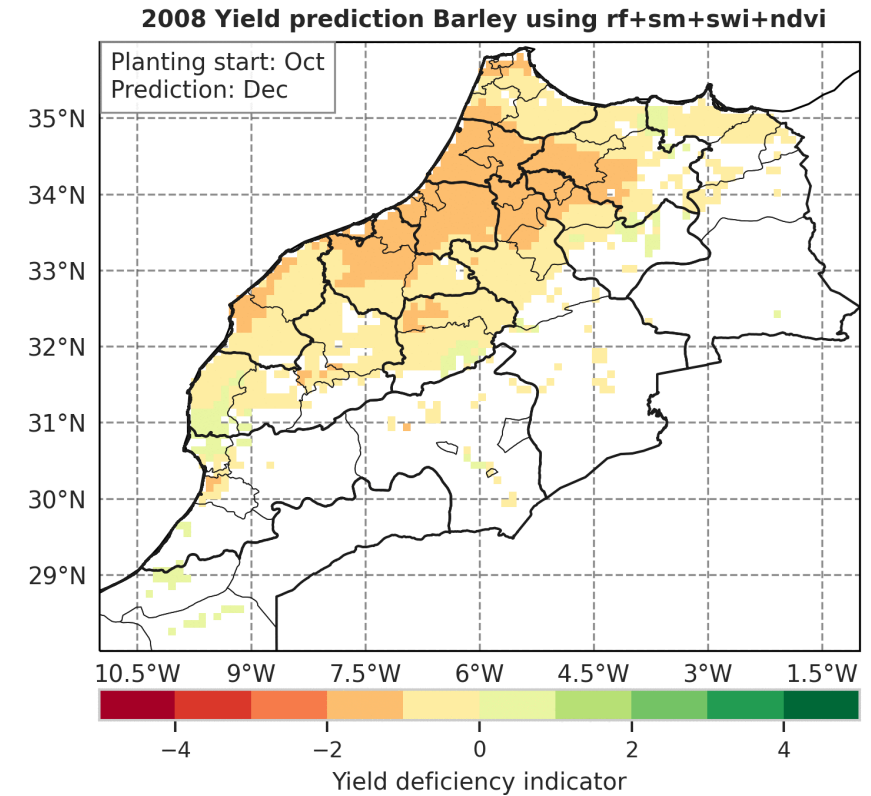 2008 Yield prediction Barley using rf+sm+swi+ndvi
Planting start: Oct
Prediction: Dec
35°N
34°N
33°N
32°N
31°N
30°N
29°N
10.5°W 9°W 7.5°W 6°W 4.5°W 3°W 1.5°W
−4 −2 0 2 4
Yield deficiency indicator